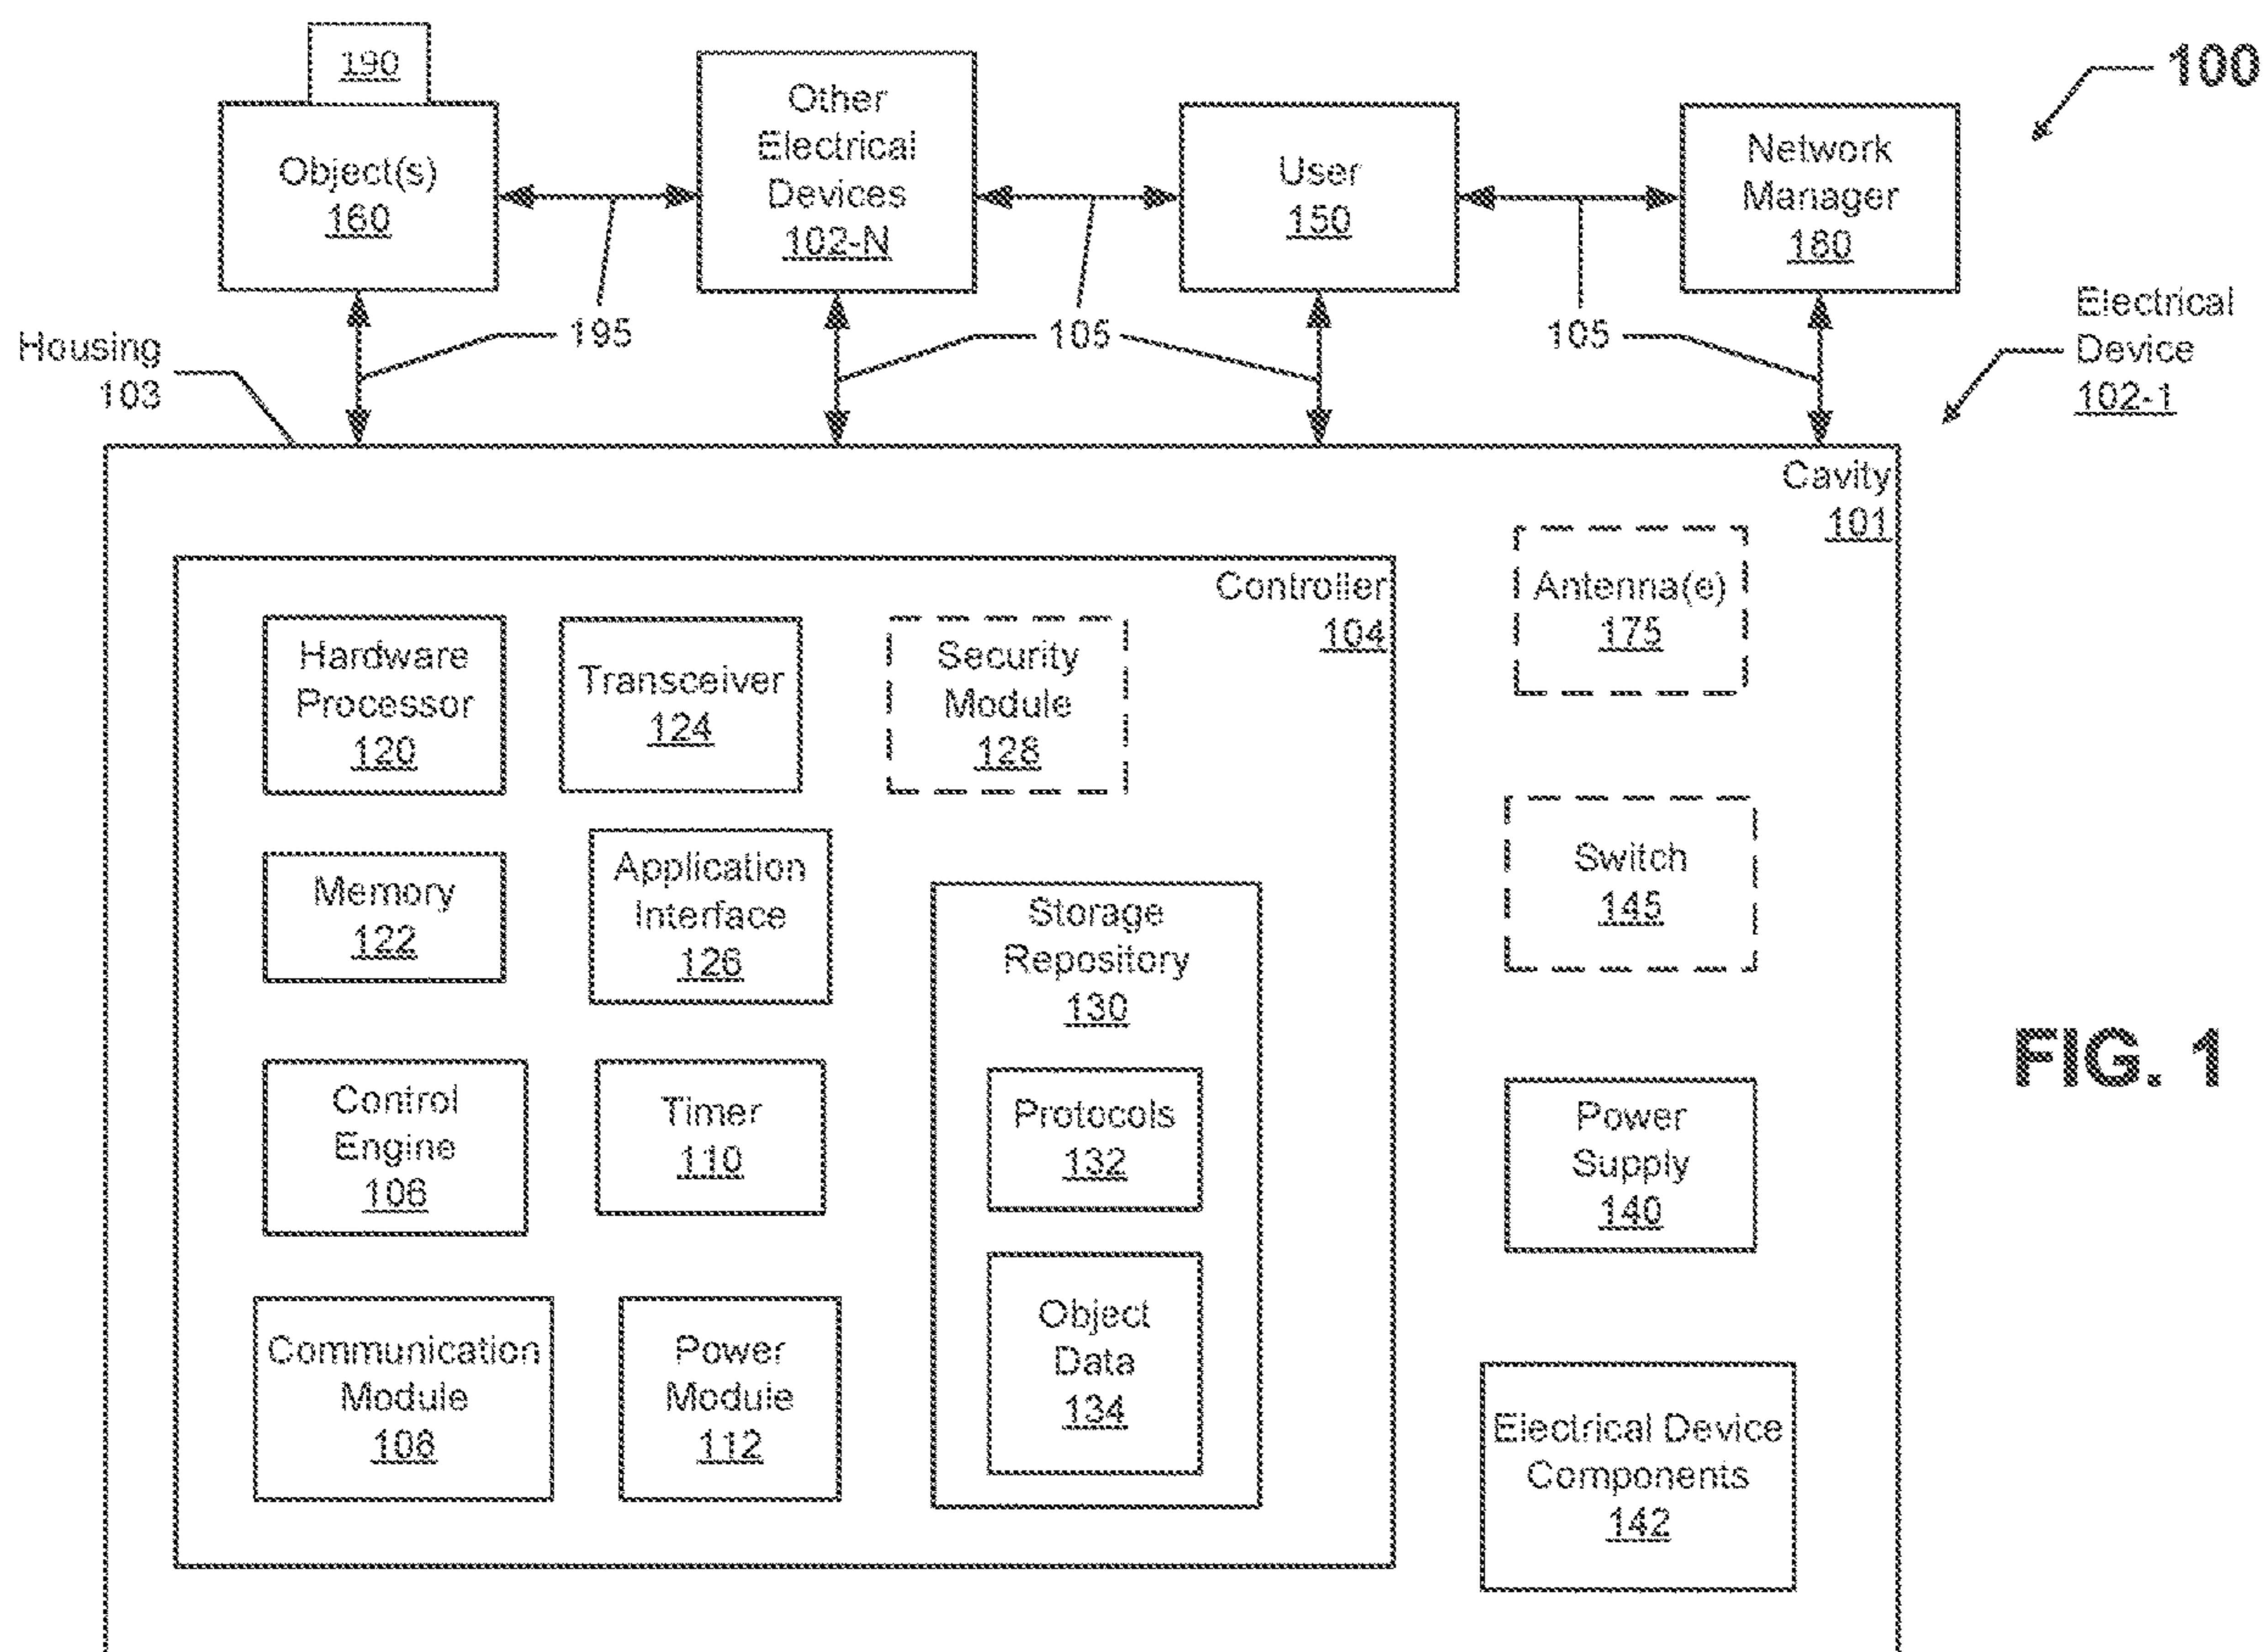 190
Object(s)
160
Other
Electrical
Devices
102-N
User
150
Network
Manager
180
100
Housing
103
195
105
105
Electrical
Device
102-1
Cavity
101
Controller
104
Hardware
Processor
120
Transceiver
124
Security
Module
128
Antenna(e)
175
Memory
122
Application
Interface
126
Storage
Repository
130
Switch
145
Control
Engine
106
Timer
110
Protocols
132
Power
Supply
140
FIG. 1
Communication
Module
108
Power
Module
112
Object
Data
134
Electrical Device
Components
142